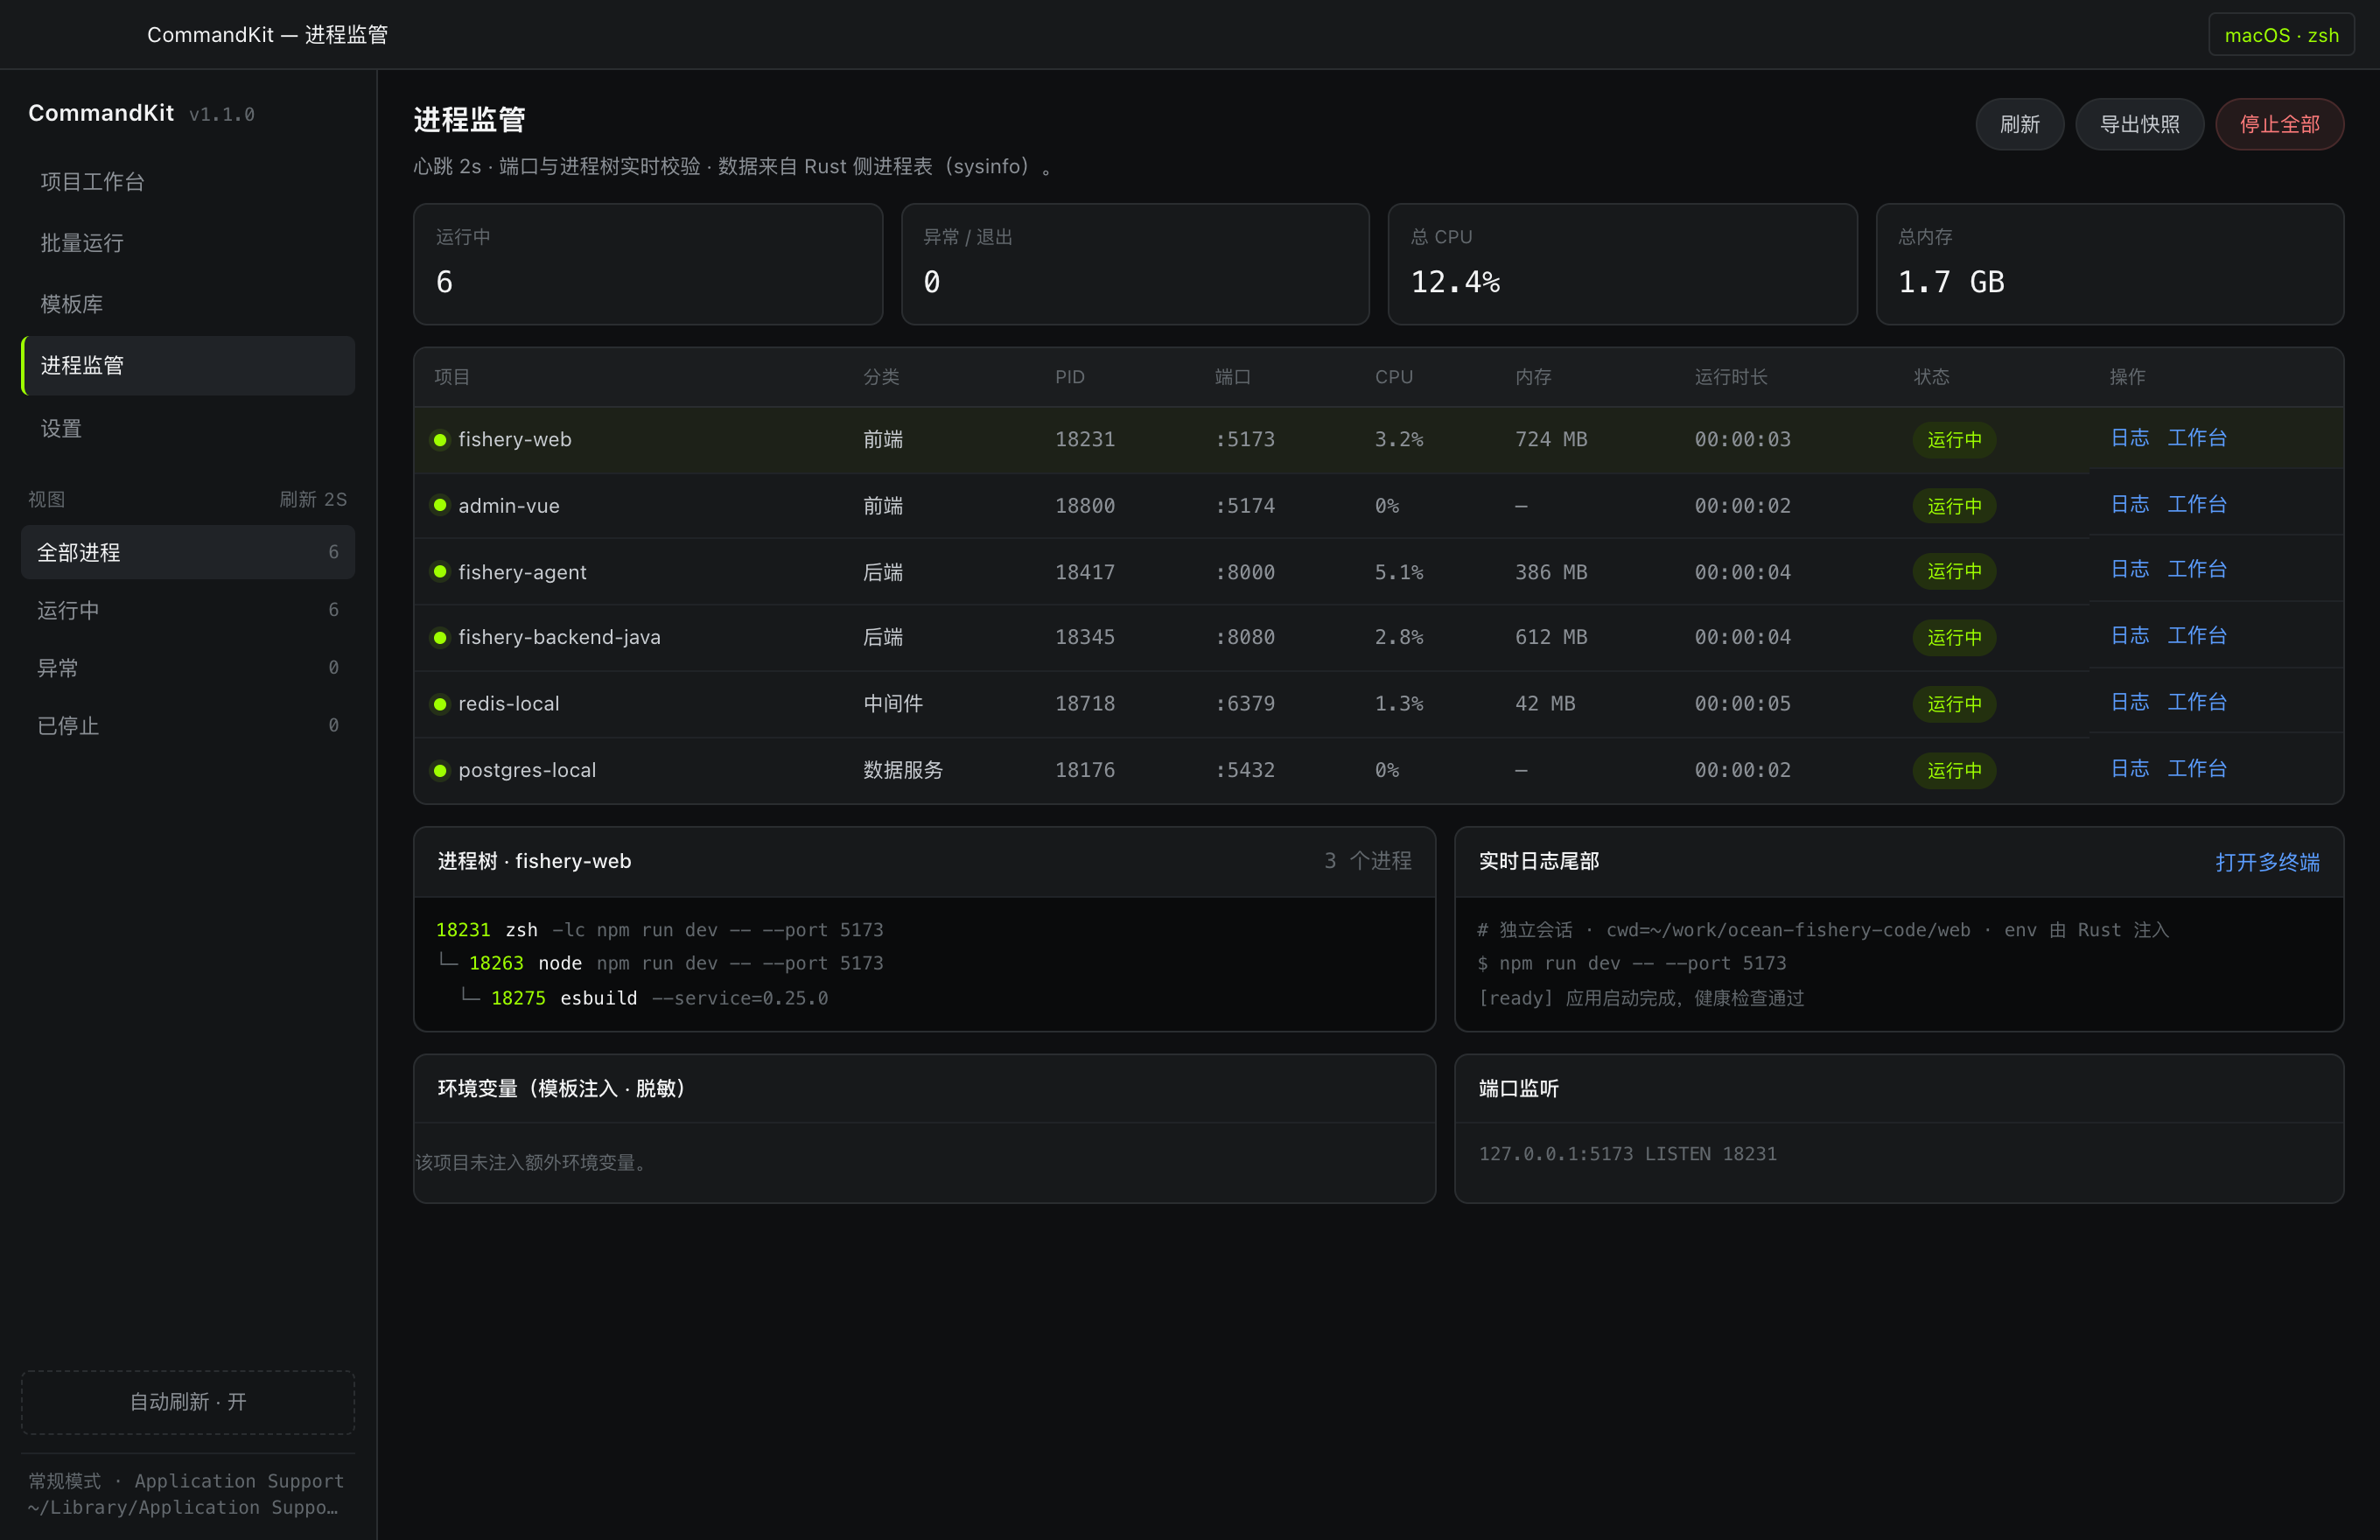 CommandKit — 进程监管
macOS · zsh
CommandKit v1.1.0
项目工作台
批量运行
模板库
进程监管
设置
视图 刷新 2S
全部进程 6
运行中 6
异常 0
已停止 0
自动刷新 · 开
常规模式 · Application Support
~/Library/Application Suppo…
进程监管
刷新 导出快照 停止全部
心跳 2s · 端口与进程树实时校验 · 数据来自 Rust 侧进程表（sysinfo）。
运行中
6
异常 / 退出
0
总 CPU
12.4%
总内存
1.7 GB
项目 分类 PID 端口 CPU 内存 运行时长 状态 操作
fishery-web 前端 18231 :5173 3.2% 724 MB 00:00:03 运行中 日志 工作台
admin-vue 前端 18800 :5174 0% — 00:00:02 运行中 日志 工作台
fishery-agent 后端 18417 :8000 5.1% 386 MB 00:00:04 运行中 日志 工作台
fishery-backend-java 后端 18345 :8080 2.8% 612 MB 00:00:04 运行中 日志 工作台
redis-local 中间件 18718 :6379 1.3% 42 MB 00:00:05 运行中 日志 工作台
postgres-local 数据服务 18176 :5432 0% — 00:00:02 运行中 日志 工作台
进程树 · fishery-web 3 个进程
18231 zsh -lc npm run dev -- --port 5173
└─ 18263 node npm run dev -- --port 5173
└─ 18275 esbuild --service=0.25.0
实时日志尾部 打开多终端
# 独立会话 · cwd=~/work/ocean-fishery-code/web · env 由 Rust 注入
$ npm run dev -- --port 5173
[ready] 应用启动完成，健康检查通过
环境变量（模板注入 · 脱敏）
该项目未注入额外环境变量。
端口监听
127.0.0.1:5173 LISTEN 18231